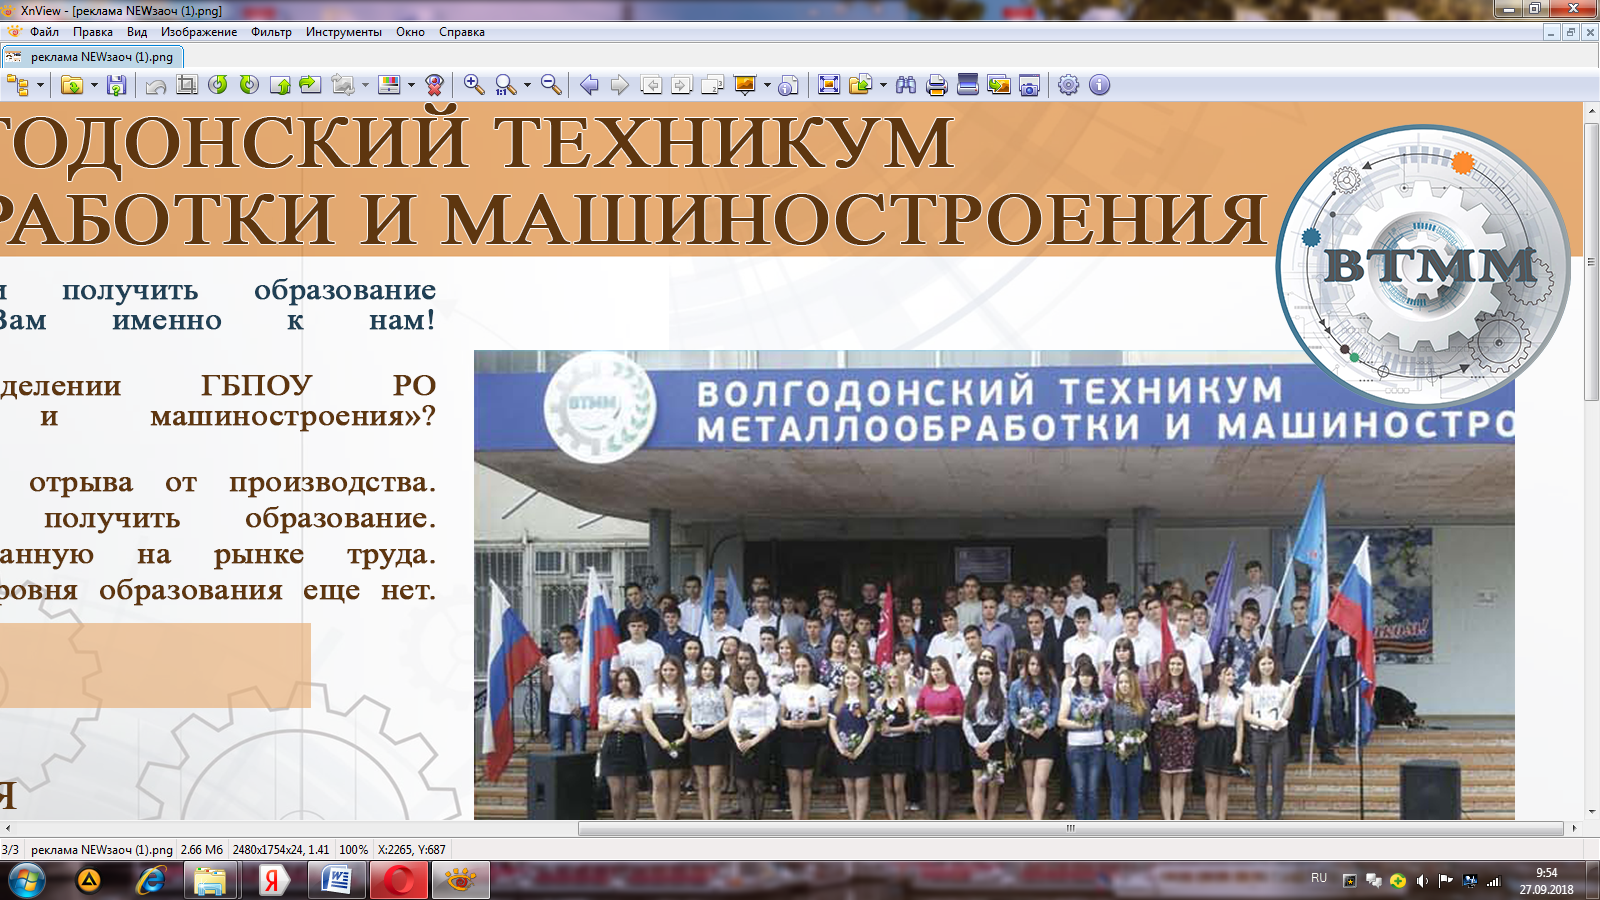 XnView - [реклама NEWзаоч (1).png]
Файл Правка Вид Изображение Фильтр Инструменты Окно Справка
реклама NEWзаоч (1).png
1:1
ГОДОНСКИЙ ТЕХНИКУМ
РАБОТКИ И МАШИНОСТРОЕНИЯ
ВТММ
и получить образование
Вам именно к нам!
делении ГБПОУ РО
и машиностроения»?
отрыва от производства.
получить образование.
анную на рынке труда.
ровня образования еще нет.
Я
ВТММ
ВОЛГОДОНСКИЙ ТЕХНИКУМ
МЕТАЛЛООБРАБОТКИ И МАШИНОСТРО
3/3 реклама NEWзаоч (1).png 2.66 Мб 2480x1754x24, 1.41 100% X:2265, Y:687
RU
9:54
27.09.2018